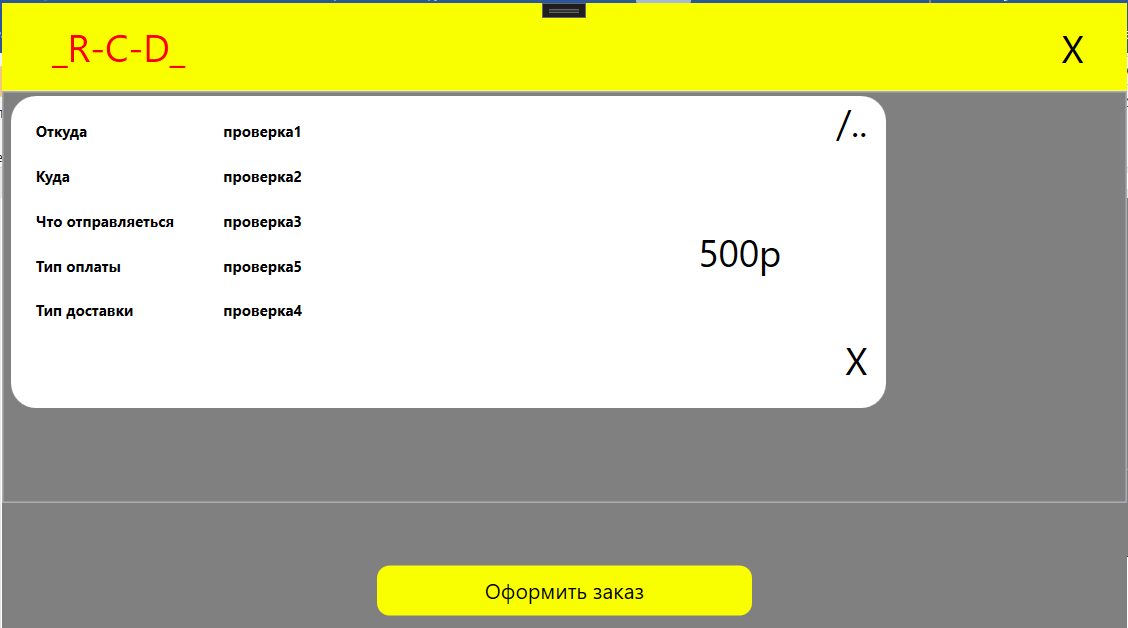 _R-C-D_ X
Откуда проверка1 /..
Куда проверка2
Что отправляеться проверка3
500р
Тип оплаты проверка5
Тип доставки проверка4
X
Оформить заказ